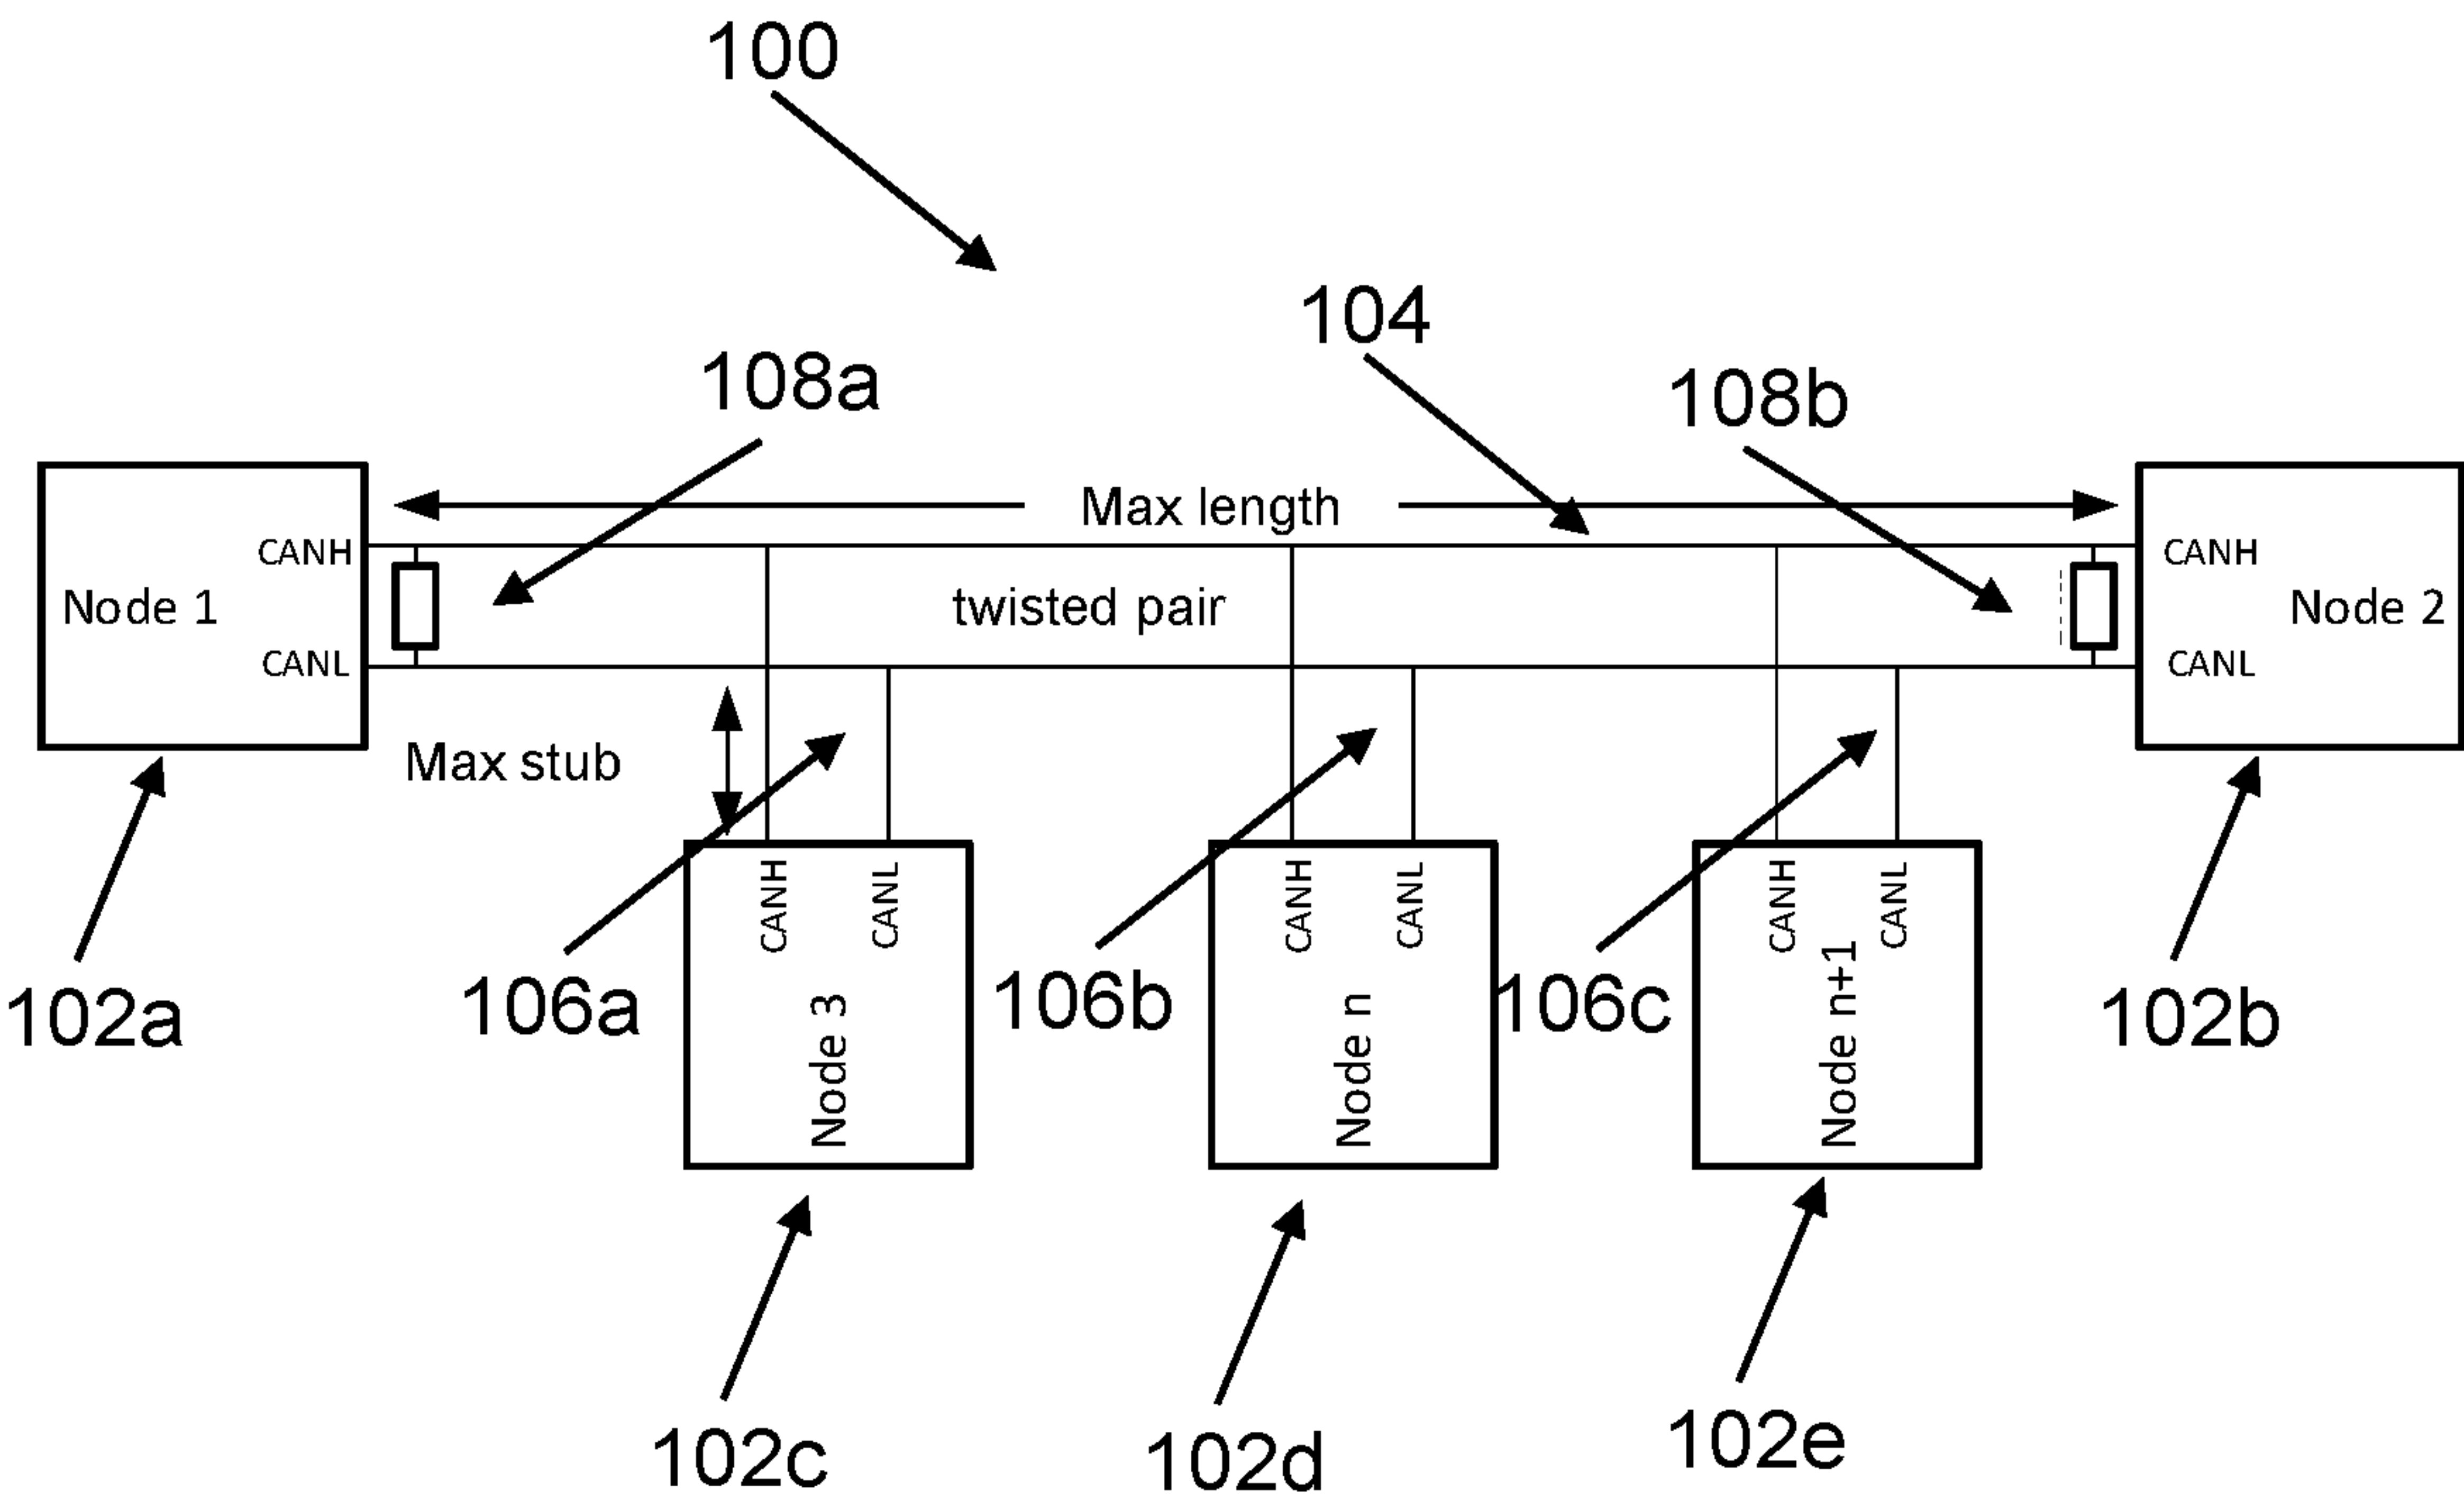 100
104
108a
108b
Max length
CANH
CANH
Node 1
twisted pair
Node 2
CANL
CANL
Max stub
CANH
CANL
CANH
CANL
CANH
CANL
Node 3
Node n
Node n+1
102a
106a
106b
106c
102b
102c
102d
102e